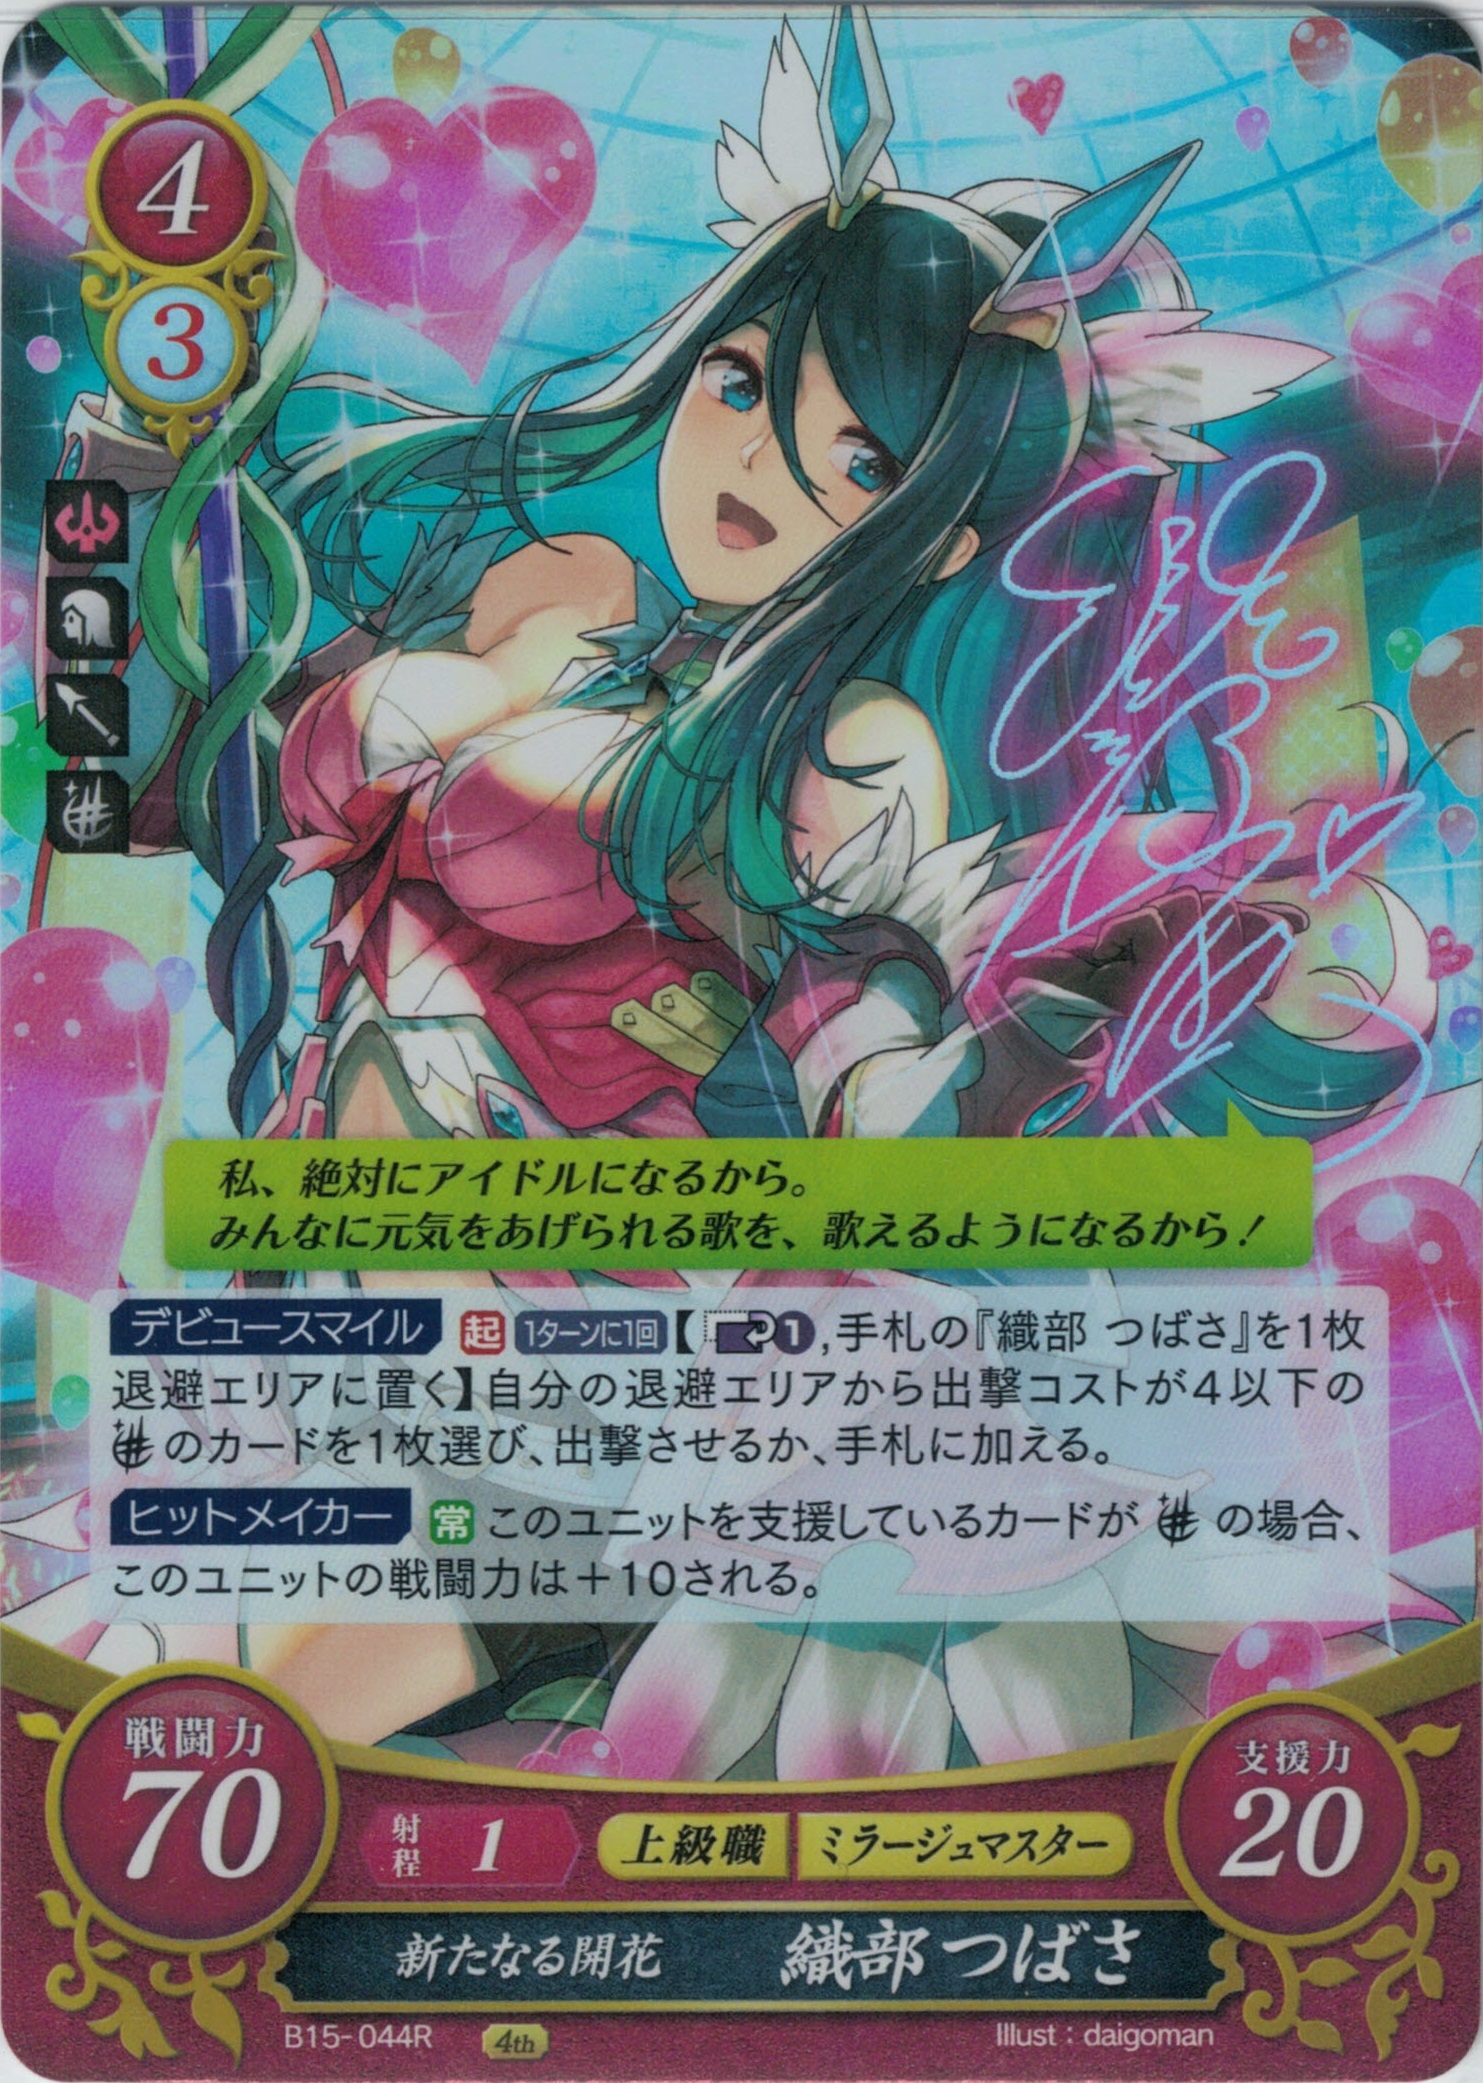 4
3
私、絶対にアイドルになるから。
みんなに元気をあげられる歌を、歌えるようになるから！
デビュースマイル 起 1ターンに1回【1,手札の『織部 つばさ』を1枚
退避エリアに置く】自分の退避エリアから出撃コストが4以下の
のカードを1枚選び、出撃させるか、手札に加える。
ヒットメイカー 常 このユニットを支援しているカードが の場合、
このユニットの戦闘力は＋10される。
戦闘力
70
射程 1
上級職 ミラージュマスター
支援力
20
新たなる開花 織部 つばさ
B15-044R 4th Illust：daigoman